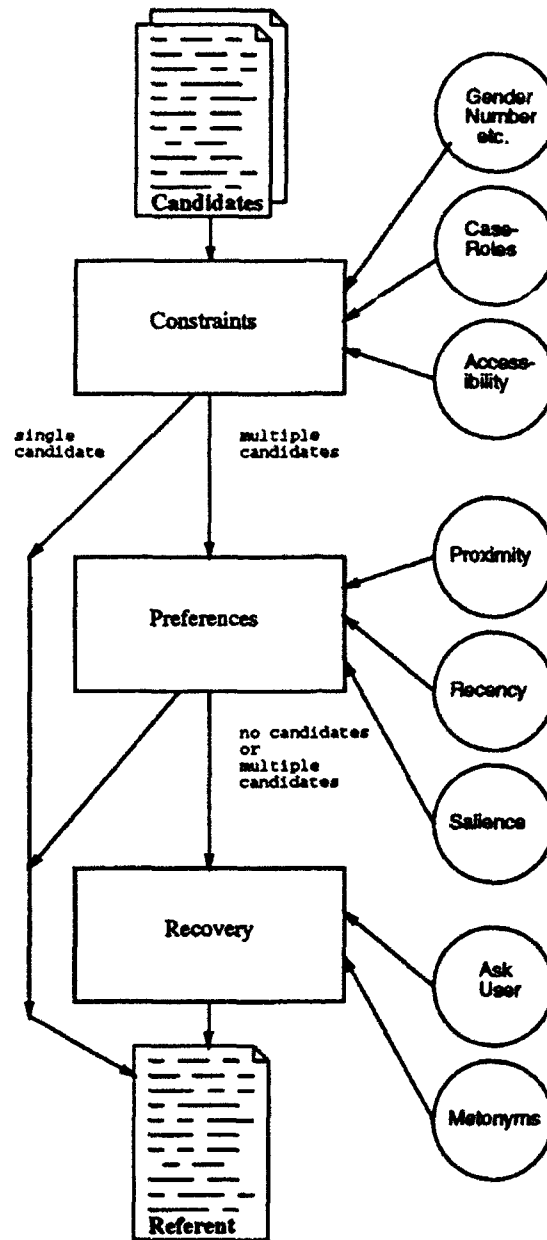 Candidates
Gender
Number
etc.
Case-
Roles
Constraints
Access-
ibility
single
candidate
multiple
candidates
Proximity
Preferences
Recency
no candidates
or
multiple
candidates
Salience
Recovery
Ask
User
Metonyms
Referent